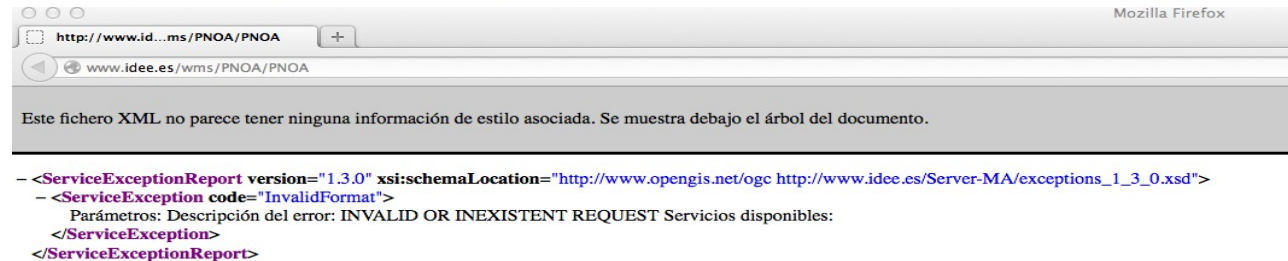 Mozilla Firefox
http://www.id...ms/PNOA/PNOA +
www.idee.es/wms/PNOA/PNOA
Este fichero XML no parece tener ninguna información de estilo asociada. Se muestra debajo el árbol del documento.
– <ServiceExceptionReport version="1.3.0" xsi:schemaLocation="http://www.opengis.net/ogc http://www.idee.es/Server-MA/exceptions_1_3_0.xsd">
– <ServiceException code="InvalidFormat">
Parámetros: Descripción del error: INVALID OR INEXISTENT REQUEST Servicios disponibles:
</ServiceException>
</ServiceExceptionReport>